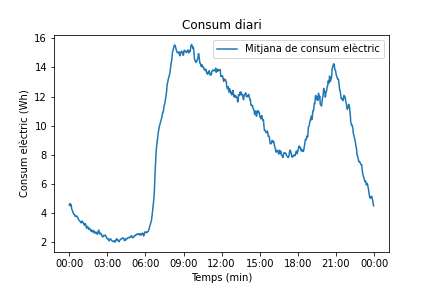 Consum diari
Mitjana de consum elèctric
Consum elèctric (Wh)
16
14
12
10
8
6
4
2
00:00 03:00 06:00 09:00 12:00 15:00 18:00 21:00 00:00
Temps (min)